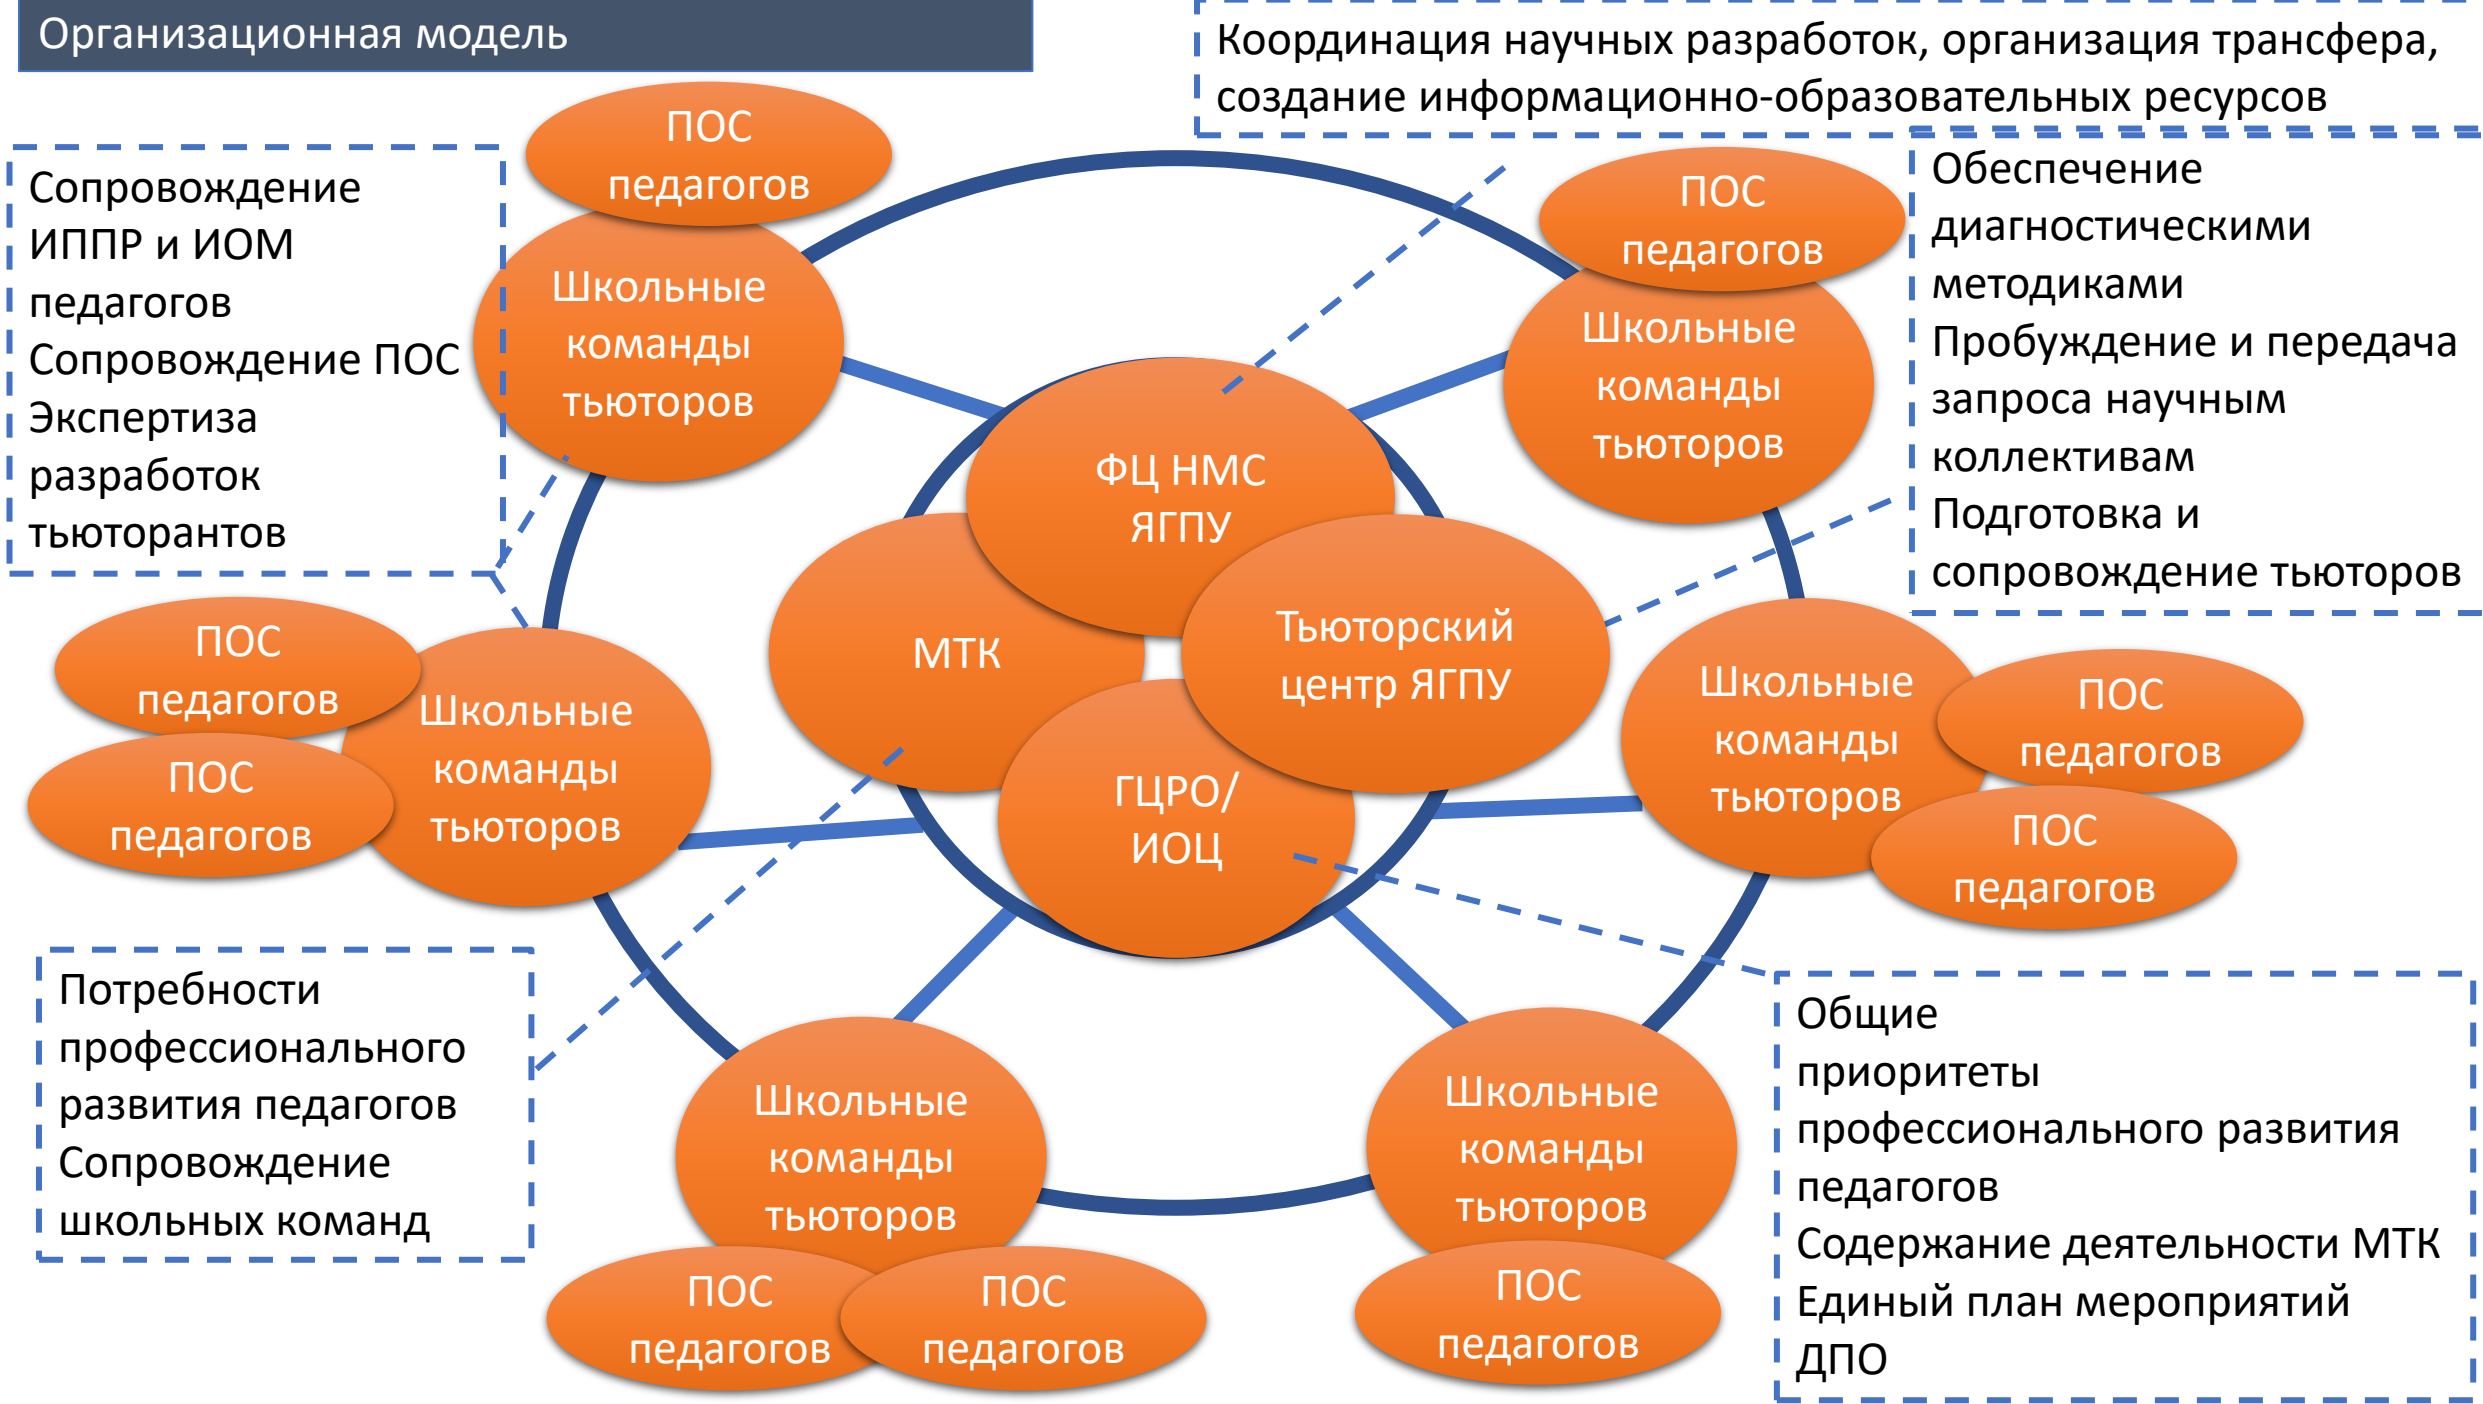 Организационная модель
Координация научных разработок, организация трансфера,
создание информационно-образовательных ресурсов
ПОС
педагогов
ПОС
педагогов
Сопровождение
ИППР и ИОМ
педагогов
Сопровождение ПОС
Экспертиза
разработок
тьюторантов
Обеспечение
диагностическими
методиками
Пробуждение и передача
запроса научным
коллективам
Подготовка и
сопровождение тьюторов
Школьные
команды
тьюторов
Школьные
команды
тьюторов
ФЦ НМС
ЯГПУ
МТК
Тьюторский
центр ЯГПУ
ГЦРО/
ИОЦ
ПОС
педагогов
ПОС
педагогов
Школьные
команды
тьюторов
Школьные
команды
тьюторов
ПОС
педагогов
ПОС
педагогов
Потребности
профессионального
развития педагогов
Сопровождение
школьных команд
Школьные
команды
тьюторов
ПОС
педагогов
ПОС
педагогов
Школьные
команды
тьюторов
ПОС
педагогов
Общие
приоритеты
профессионального развития
педагогов
Содержание деятельности МТК
Единый план мероприятий
ДПО